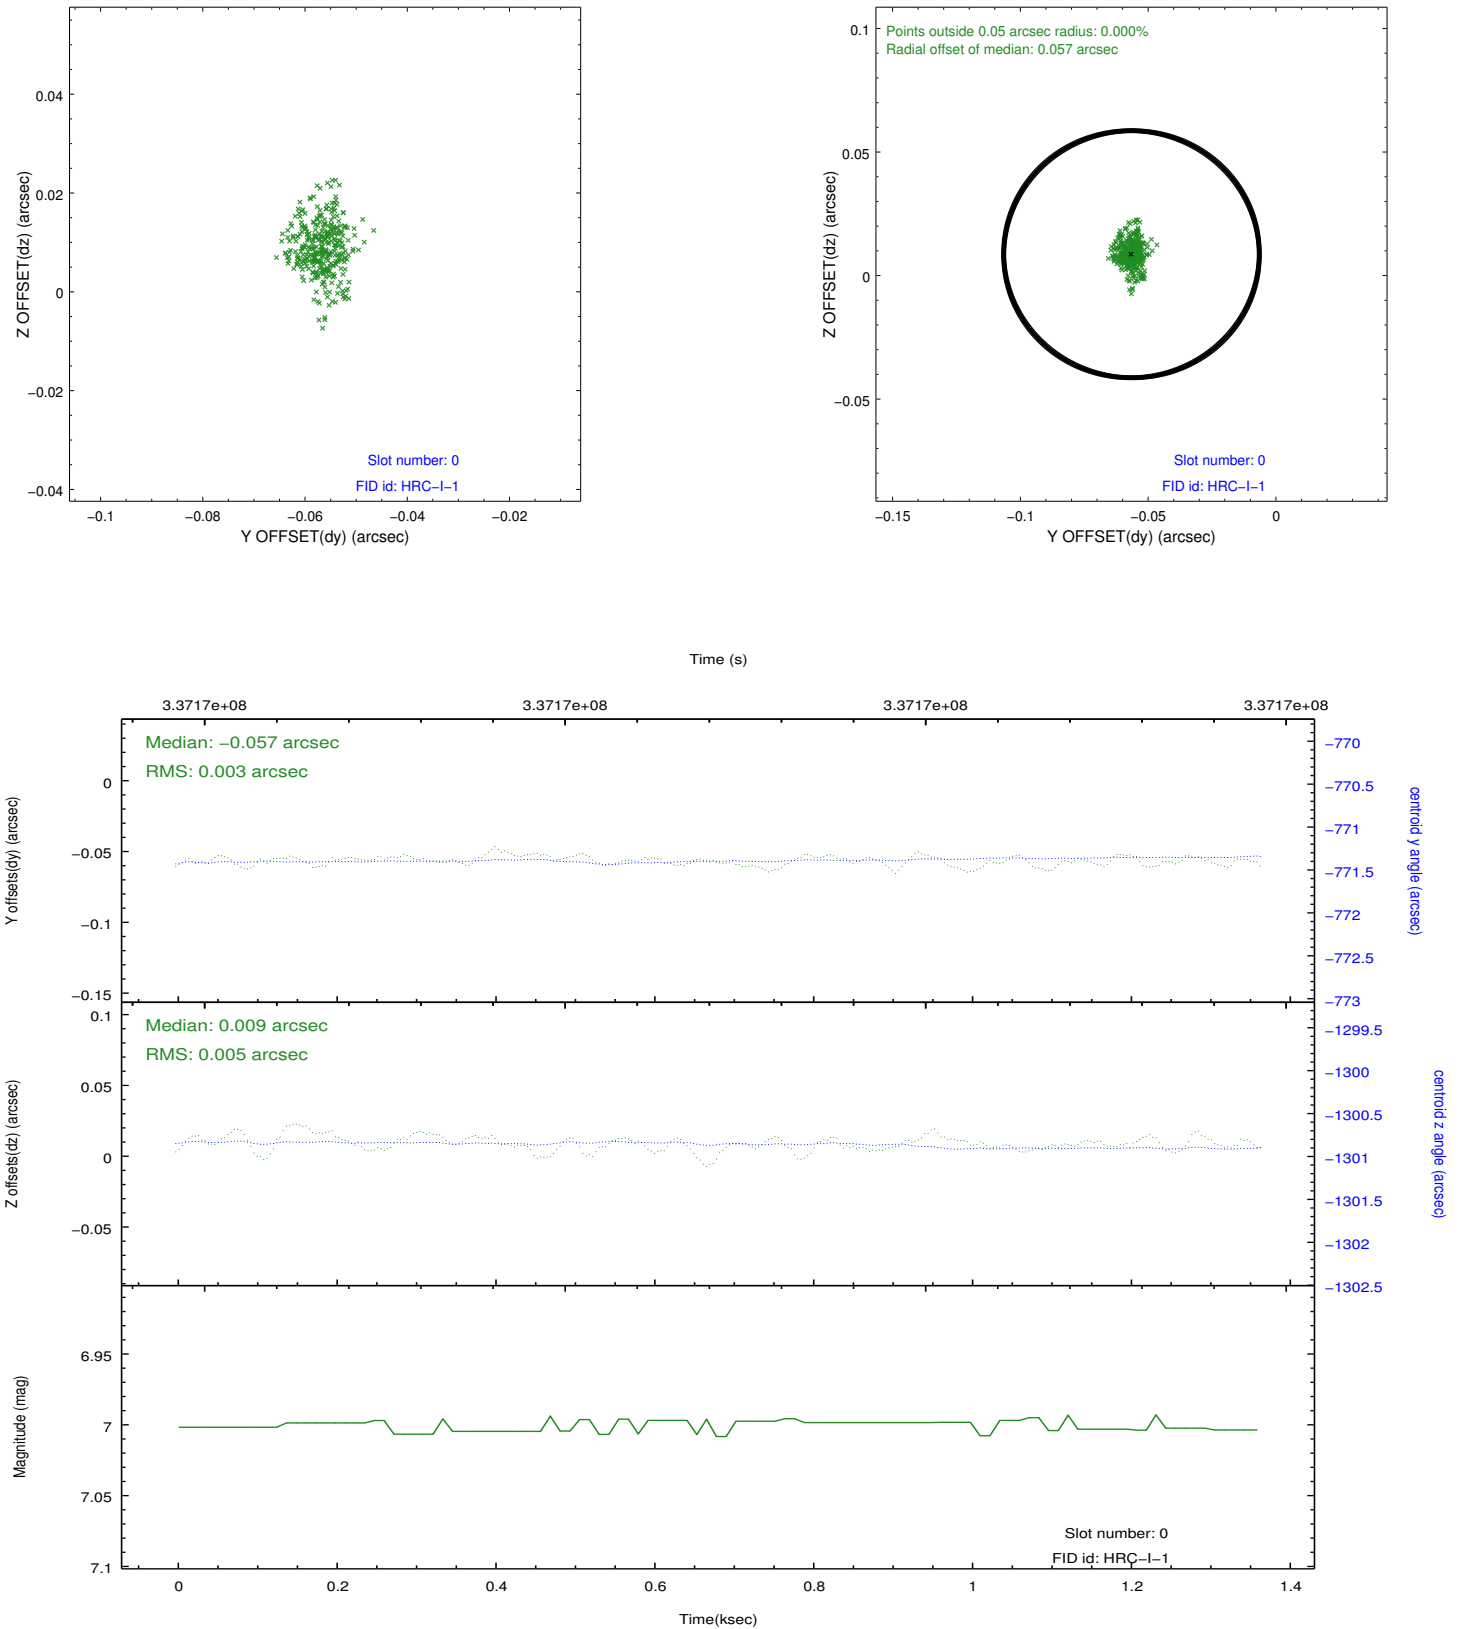 0.04
0.02
0
−0.02
−0.04
Z OFFSET(dz) (arcsec)
Slot number: 0
FID id: HRC−I−1
−0.1
−0.08
−0.06
−0.04
−0.02
Y OFFSET(dy) (arcsec)
Points outside 0.05 arcsec radius: 0.000%
Radial offset of median: 0.057 arcsec
0.1
0.05
0
−0.05
Z OFFSET(dz) (arcsec)
Slot number: 0
FID id: HRC−I−1
−0.15
−0.1
−0.05
0
Y OFFSET(dy) (arcsec)
Time (s)
3.3717e+08
3.3717e+08
3.3717e+08
3.3717e+08
Median: −0.057 arcsec
RMS: 0.003 arcsec
0
−0.05
−0.1
−0.15
Y offsets(dy) (arcsec)
−770
−770.5
−771
−771.5
−772
−772.5
−773
centroid y angle (arcsec)
Median: 0.009 arcsec
RMS: 0.005 arcsec
0.1
0.05
0
−0.05
Z offsets(dz) (arcsec)
−1299.5
−1300
−1300.5
−1301
−1301.5
−1302
−1302.5
centroid z angle (arcsec)
6.95
7
7.05
7.1
Magnitude (mag)
Slot number: 0
FID id: HRC−I−1
0
0.2
0.4
0.6
0.8
1
1.2
1.4
Time(ksec)